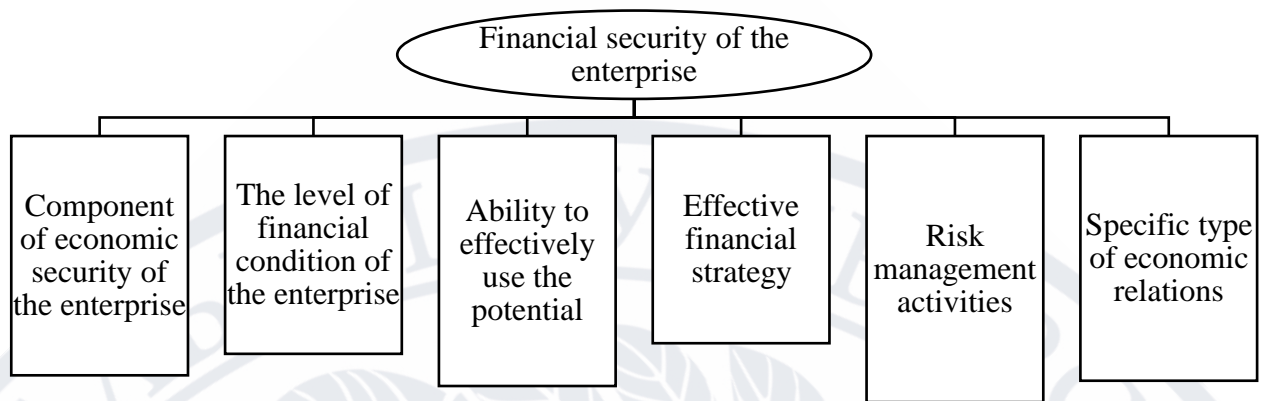 Financial security of the
enterprise
Component
of economic
security of
the enterprise
The level of
financial
condition of
the enterprise
Ability to
effectively
use the
potential
Effective
financial
strategy
Risk
management
activities
Specific type
of economic
relations